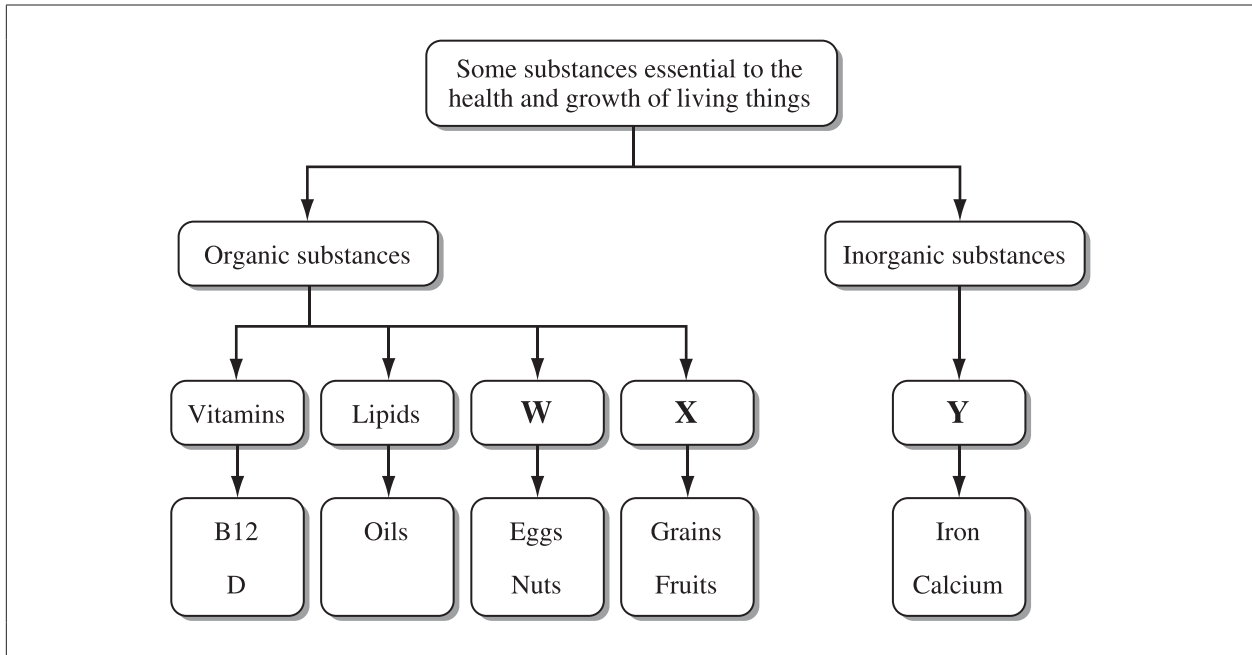 Some substances essential to the
health and growth of living things
Organic substances
Inorganic substances
Vitamins
Lipids
W
X
Y
B12
D
Oils
Eggs
Nuts
Grains
Fruits
Iron
Calcium